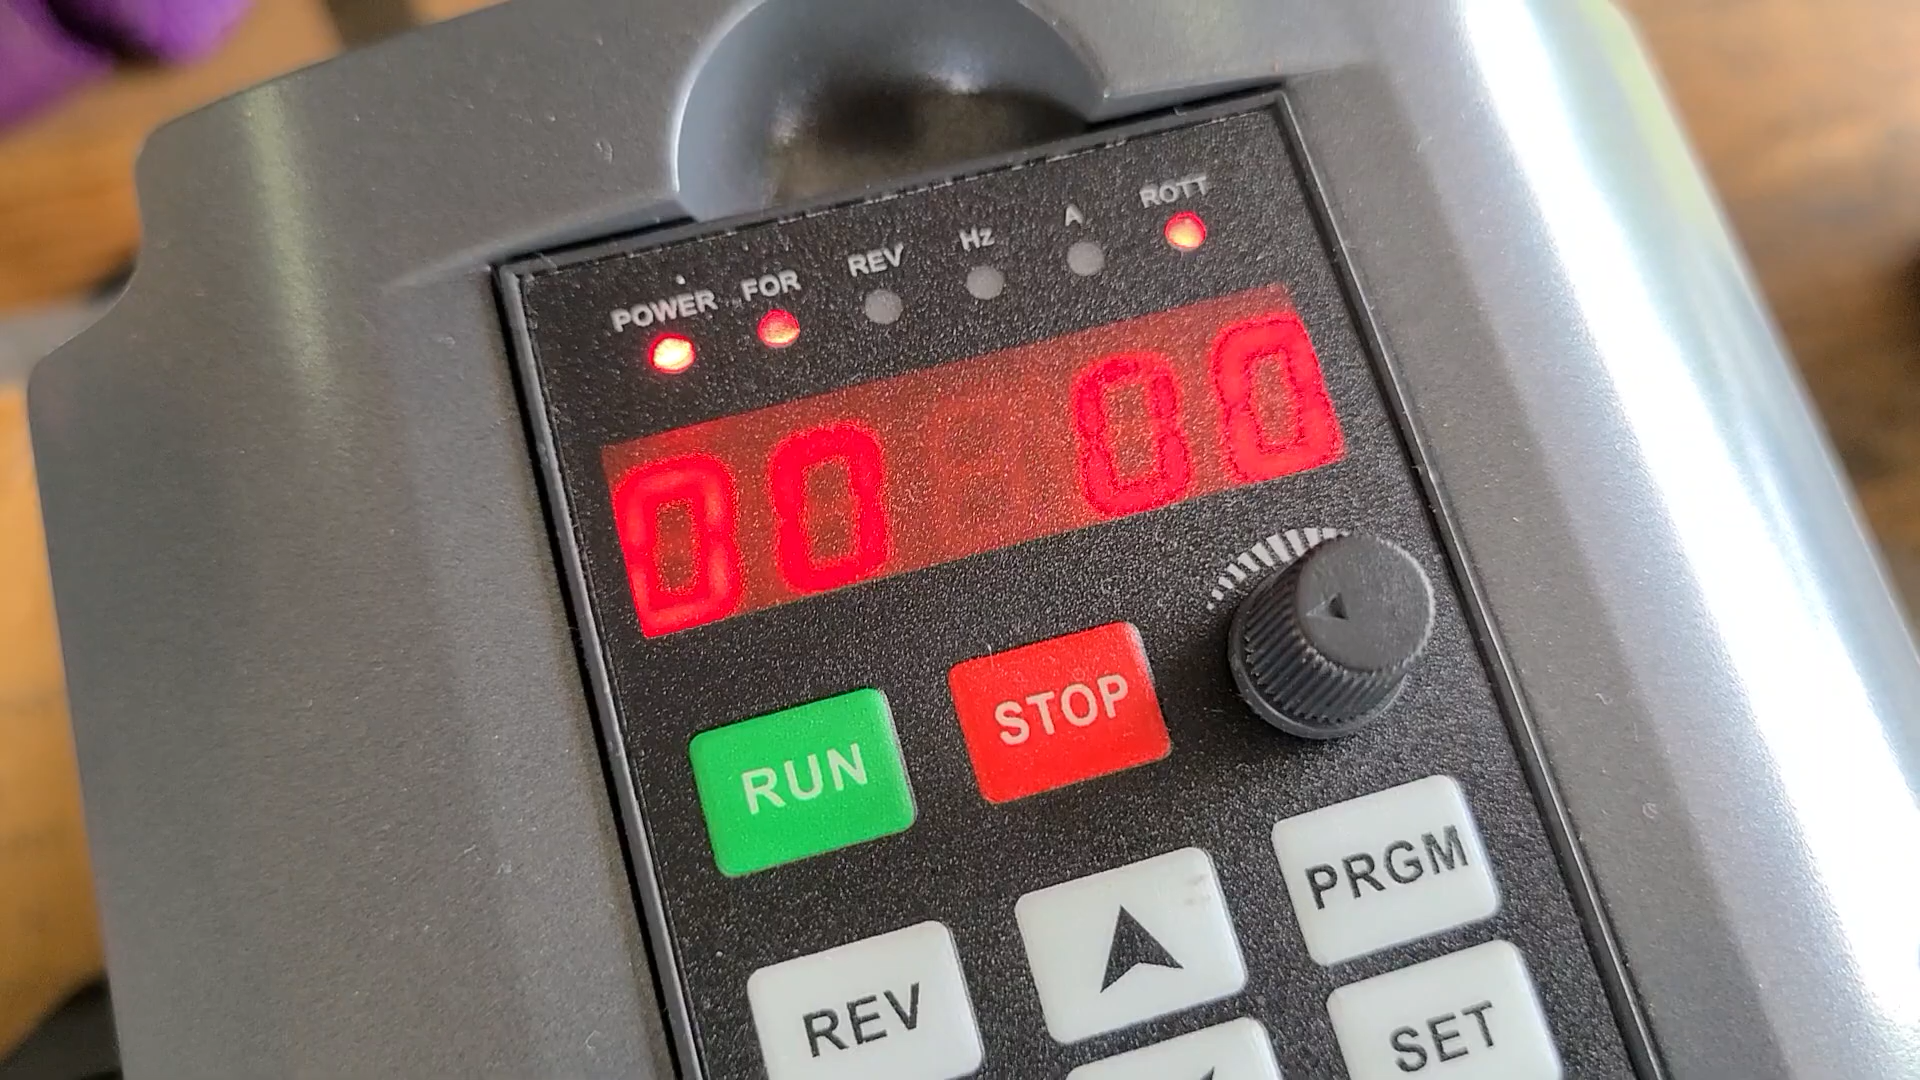 POWER FOR REV Hz A ROTT
00 00
RUN STOP
PRGM
REV SET